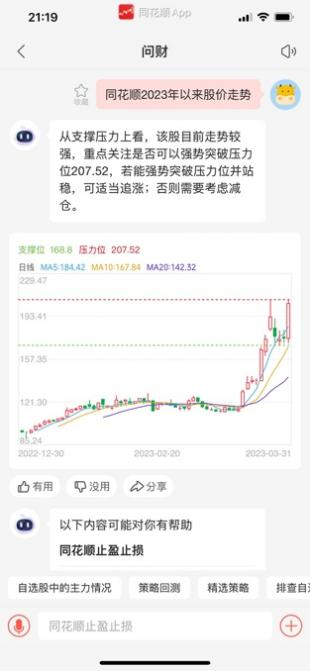 21:19
同花顺App
问财
收藏
同花顺2023年以来股价走势
从支撑压力上看，该股目前走势较
强，重点关注是否可以强势突破压力
位207.52，若能强势突破压力位并站
稳，可适当追涨；否则需要考虑减
仓。
支撑位 168.8 压力位 207.52
日线 MA5:184.42 MA10:167.84 MA20:142.32
229.47
193.41
157.35
121.30
85.24
2022-12-30 2023-02-20 2023-03-31
有用 没用 分享
以下内容可能对你有帮助
同花顺止盈止损
自选股中的主力情况 策略回测 精选策略 排查自选
同花顺止盈止损